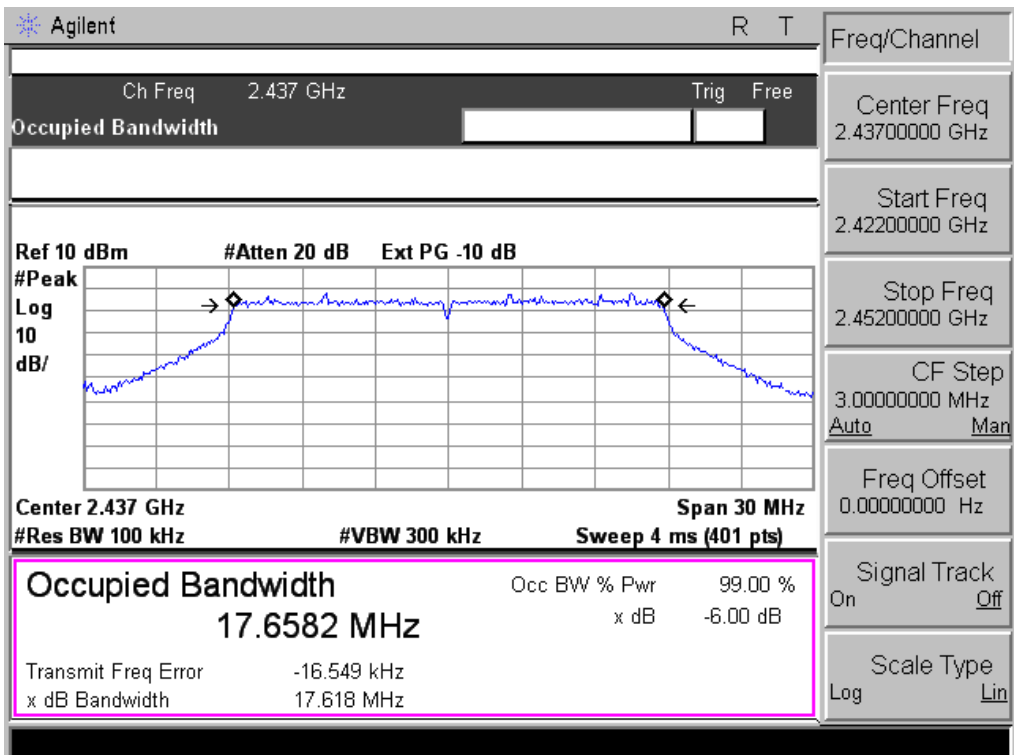 Agilent
R T
Ch Freq 2.437 GHz Trig Free
Occupied Bandwidth
Ref 10 dBm #Atten 20 dB Ext PG -10 dB
#Peak
Log
10
dB/
Center 2.437 GHz Span 30 MHz
#Res BW 100 kHz #VBW 300 kHz Sweep 4 ms (401 pts)
Occupied Bandwidth
17.6582 MHz
Occ BW % Pwr 99.00 %
x dB -6.00 dB
Transmit Freq Error -16.549 kHz
x dB Bandwidth 17.618 MHz
Freq/Channel
Center Freq
2.43700000 GHz
Start Freq
2.42200000 GHz
Stop Freq
2.45200000 GHz
CF Step
3.00000000 MHz
Auto Man
Freq Offset
0.00000000 Hz
Signal Track
On Off
Scale Type
Log Lin